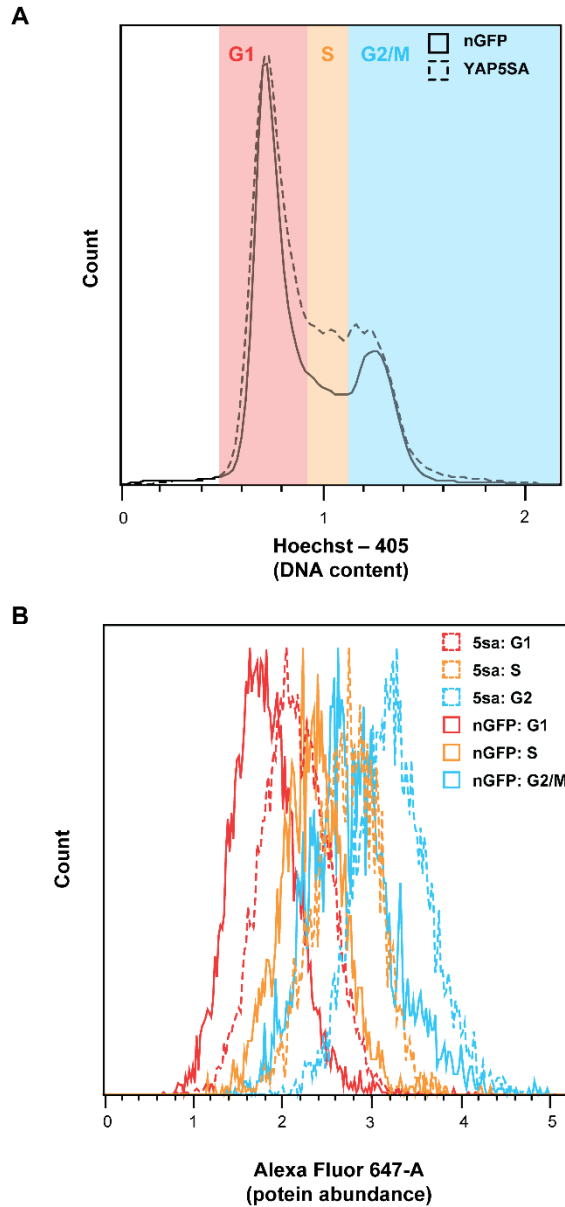 A
G1
S
G2/M
nGFP
YAP5SA
Count
0
1
2
Hoechst – 405
(DNA content)
B
5sa: G1
5sa: S
5sa: G2
nGFP: G1
nGFP: S
nGFP: G2/M
Count
0
1
2
3
4
5
Alexa Fluor 647-A
(potein abundance)